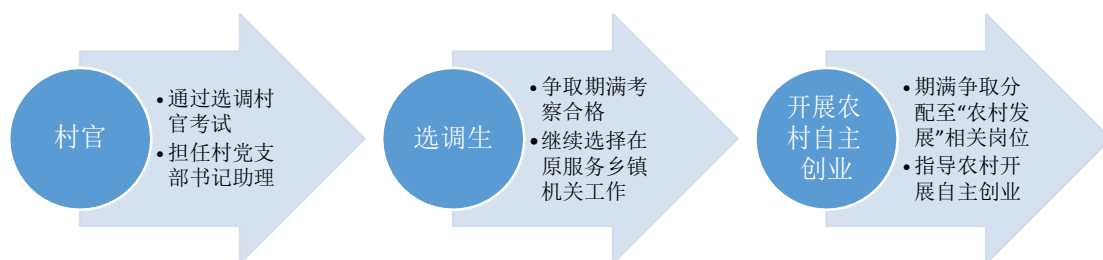 村官
•通过选调村
官考试
•担任村党支
部书记助理
选调生
•争取期满考
察合格
•继续选择在
原服务乡镇
机关工作
开展农
村自主
创业
•期满争取分
配至“农村发
展”相关岗位
•指导农村开
展自主创业